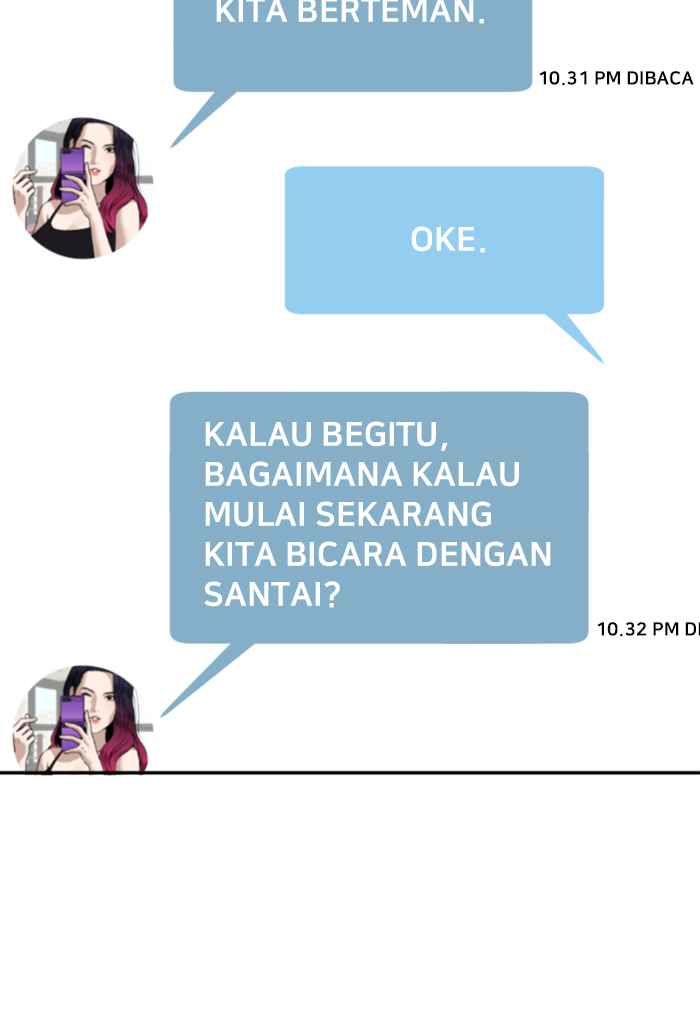 KITA BERTEMAN.
10.31 PM DIBACA
OKE.
KALAU BEGITU,
BAGAIMANA KALAU
MULAI SEKARANG
KITA BICARA DENGAN
SANTAI?
10.32 PM